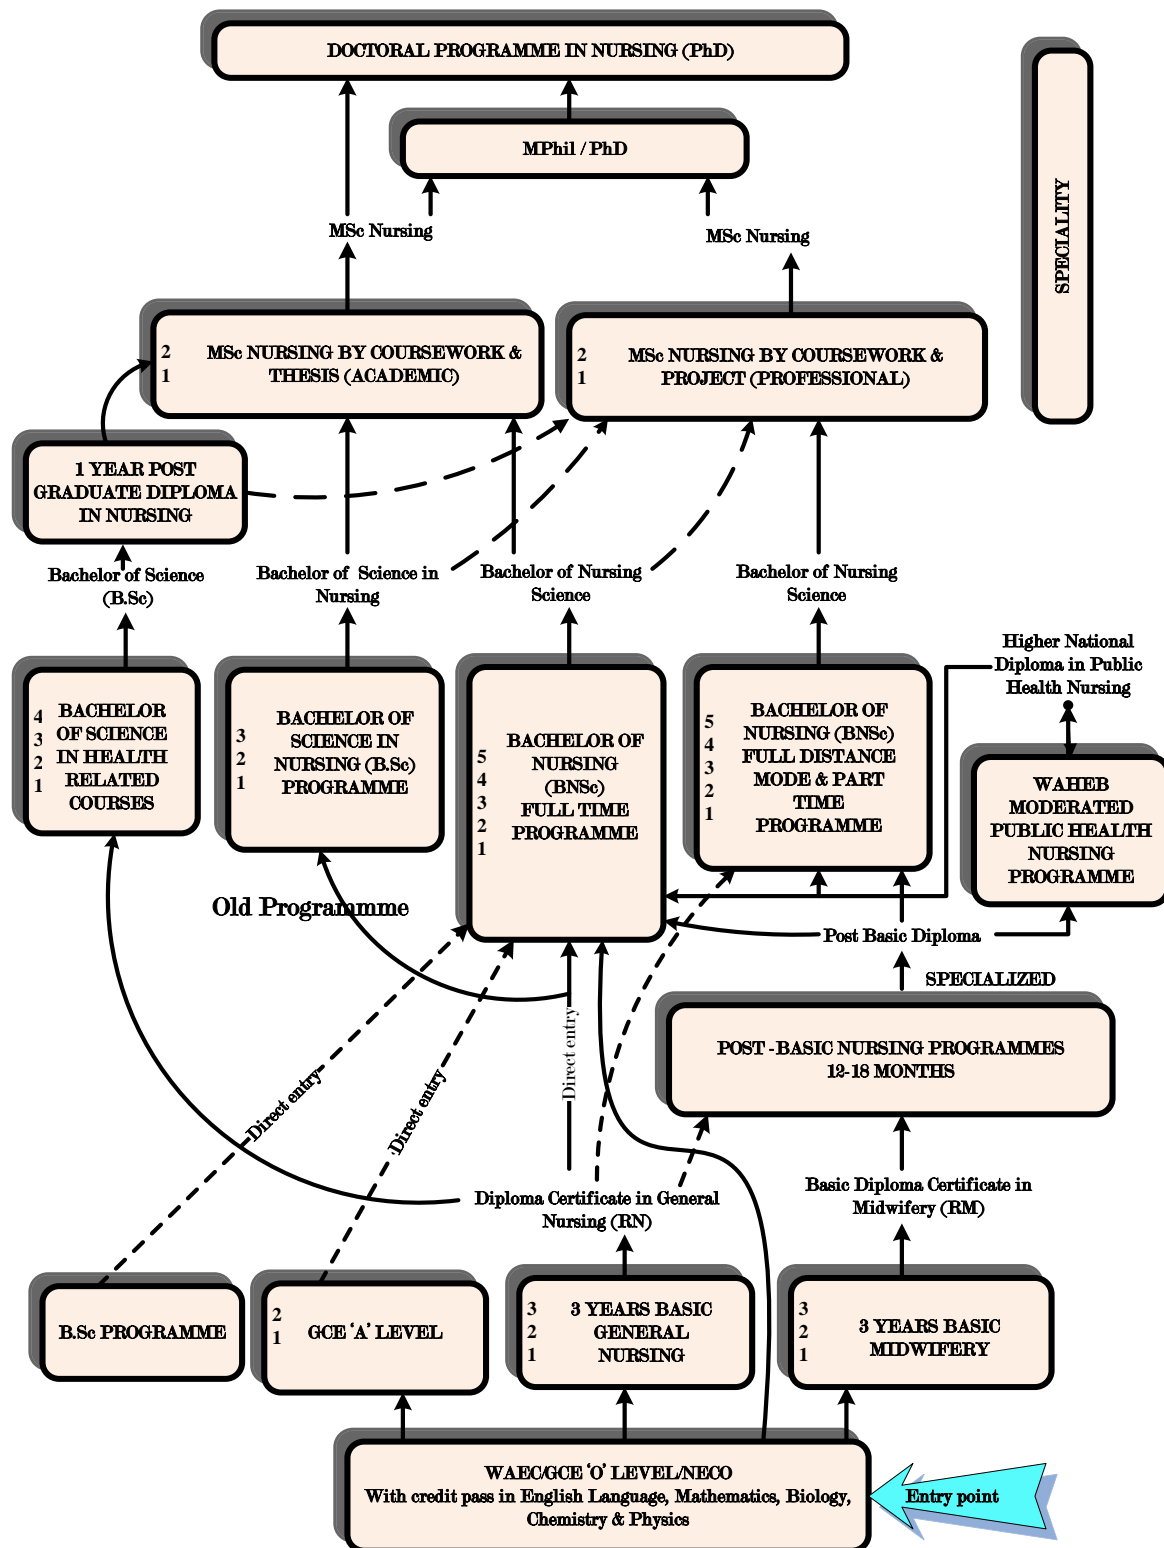 DOCTORAL PROGRAMME IN NURSING (PhD)
MPhil / PhD
SPECIALITY
MSc Nursing
MSc Nursing
2
1
MSc NURSING BY COURSEWORK &
THESIS (ACADEMIC)
2
1
MSc NURSING BY COURSEWORK &
PROJECT (PROFESSIONAL)
1 YEAR POST
GRADUATE DIPLOMA
IN NURSING
Bachelor of Science
(B.Sc)
Bachelor of Science in
Nursing
Bachelor of Nursing
Science
Bachelor of Nursing
Science
Higher National
Diploma in Public
Health Nursing
4
3
2
1
BACHELOR
OF SCIENCE
IN HEALTH
RELATED
COURSES
3
2
1
BACHELOR OF
SCIENCE IN
NURSING (B.Sc)
PROGRAMME
5
4
3
2
1
BACHELOR OF
NURSING
(BNSc)
FULL TIME
PROGRAMME
5
4
3
2
1
BACHELOR OF
NURSING (BNSc)
FULL DISTANCE
MODE & PART
TIME
PROGRAMME
WAHEB
MODERATED
PUBLIC HEALTH
NURSING
PROGRAMME
Old Programmme
Post Basic Diploma
SPECIALIZED
POST -BASIC NURSING PROGRAMMES
12-18 MONTHS
Direct entry
Direct entry
Direct entry
Diploma Certificate in General
Nursing (RN)
Basic Diploma Certificate in
Midwifery (RM)
B.Sc PROGRAMME
2
1
GCE ‘A’ LEVEL
3
2
1
3 YEARS BASIC
GENERAL
NURSING
3
2
1
3 YEARS BASIC
MIDWIFERY
WAEC/GCE ‘O’ LEVEL/NECO
With credit pass in English Language, Mathematics, Biology,
Chemistry & Physics
Entry point